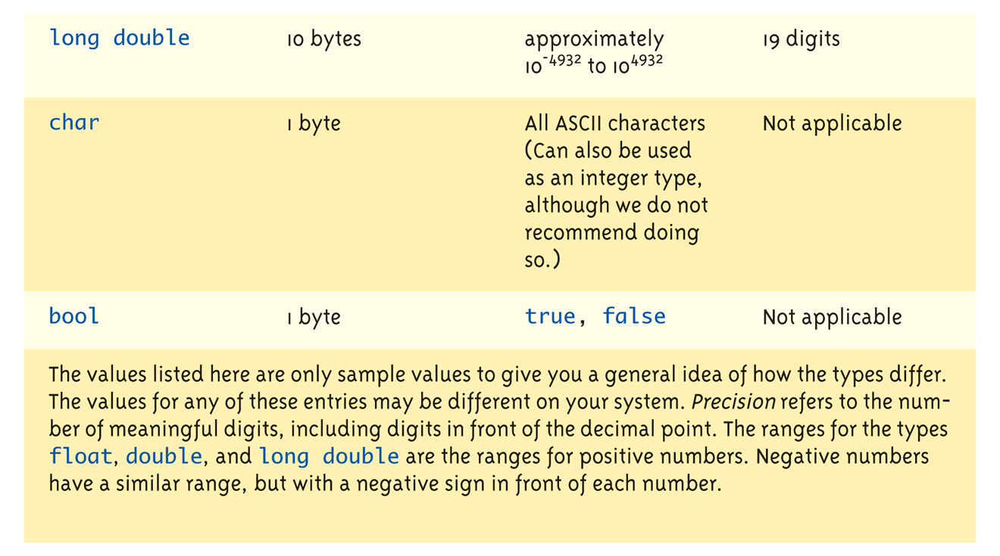 long double 10 bytes approximately 19 digits
10^-4932 to 10^4932
char 1 byte All ASCII characters Not applicable
(Can also be used
as an integer type,
although we do not
recommend doing
so.)
bool 1 byte true, false Not applicable
The values listed here are only sample values to give you a general idea of how the types differ.
The values for any of these entries may be different on your system. Precision refers to the num-
ber of meaningful digits, including digits in front of the decimal point. The ranges for the types
float, double, and long double are the ranges for positive numbers. Negative numbers
have a similar range, but with a negative sign in front of each number.